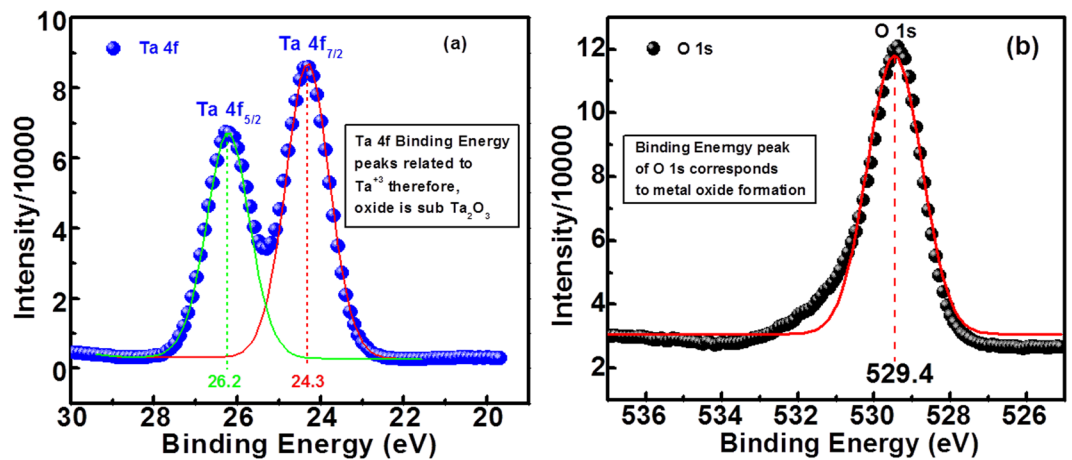 10
8
6
4
2
0
Intensity/10000
Ta 4f
(a)
Ta 4f7/2
Ta 4f5/2
Ta 4f Binding Energy
peaks related to
Ta+3 therefore,
oxide is sub Ta2O3
26.2
24.3
30
28
26
24
22
20
Binding Energy (eV)
12
10
8
6
4
2
Intensity/10000
O 1s
O 1s
(b)
Binding Enermgy peak
of O 1s corresponds
to metal oxide formation
529.4
536
534
532
530
528
526
Binding Energy (eV)